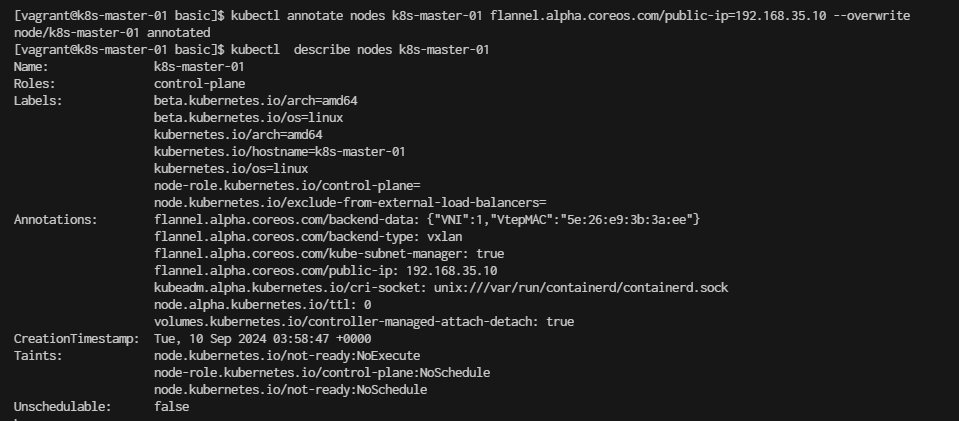 [vagrant@k8s-master-01 basic]$ kubectl annotate nodes k8s-master-01 flannel.alpha.coreos.com/public-ip=192.168.35.10 --overwrite
node/k8s-master-01 annotated
[vagrant@k8s-master-01 basic]$ kubectl  describe nodes k8s-master-01
Name:               k8s-master-01
Roles:              control-plane
Labels:             beta.kubernetes.io/arch=amd64
                    beta.kubernetes.io/os=linux
                    kubernetes.io/arch=amd64
                    kubernetes.io/hostname=k8s-master-01
                    kubernetes.io/os=linux
                    node-role.kubernetes.io/control-plane=
                    node.kubernetes.io/exclude-from-external-load-balancers=
Annotations:        flannel.alpha.coreos.com/backend-data: {"VNI":1,"VtepMAC":"5e:26:e9:3b:3a:ee"}
                    flannel.alpha.coreos.com/backend-type: vxlan
                    flannel.alpha.coreos.com/kube-subnet-manager: true
                    flannel.alpha.coreos.com/public-ip: 192.168.35.10
                    kubeadm.alpha.kubernetes.io/cri-socket: unix:///var/run/containerd/containerd.sock
                    node.alpha.kubernetes.io/ttl: 0
                    volumes.kubernetes.io/controller-managed-attach-detach: true
CreationTimestamp:  Tue, 10 Sep 2024 03:58:47 +0000
Taints:             node.kubernetes.io/not-ready:NoExecute
                    node-role.kubernetes.io/control-plane:NoSchedule
                    node.kubernetes.io/not-ready:NoSchedule
Unschedulable:      false